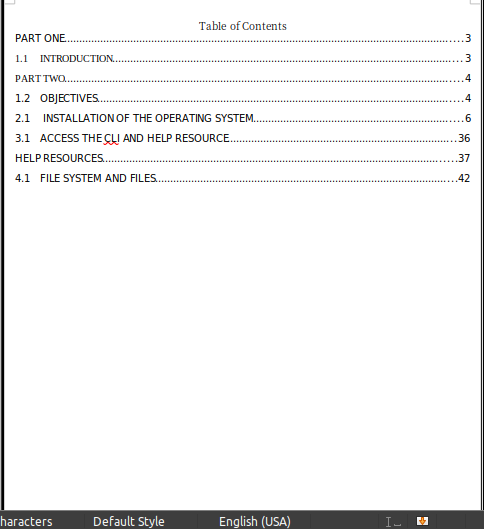 Table of Contents
PART ONE....................3
1.1 INTRODUCTION....................3
PART TWO....................4
1.2 OBJECTIVES....................4
2.1 INSTALLATION OF THE OPERATING SYSTEM....................6
3.1 ACCESS THE CLI AND HELP RESOURCE....................36
HELP RESOURCES....................37
4.1 FILE SYSTEM AND FILES....................42
haracters Default Style English (USA)